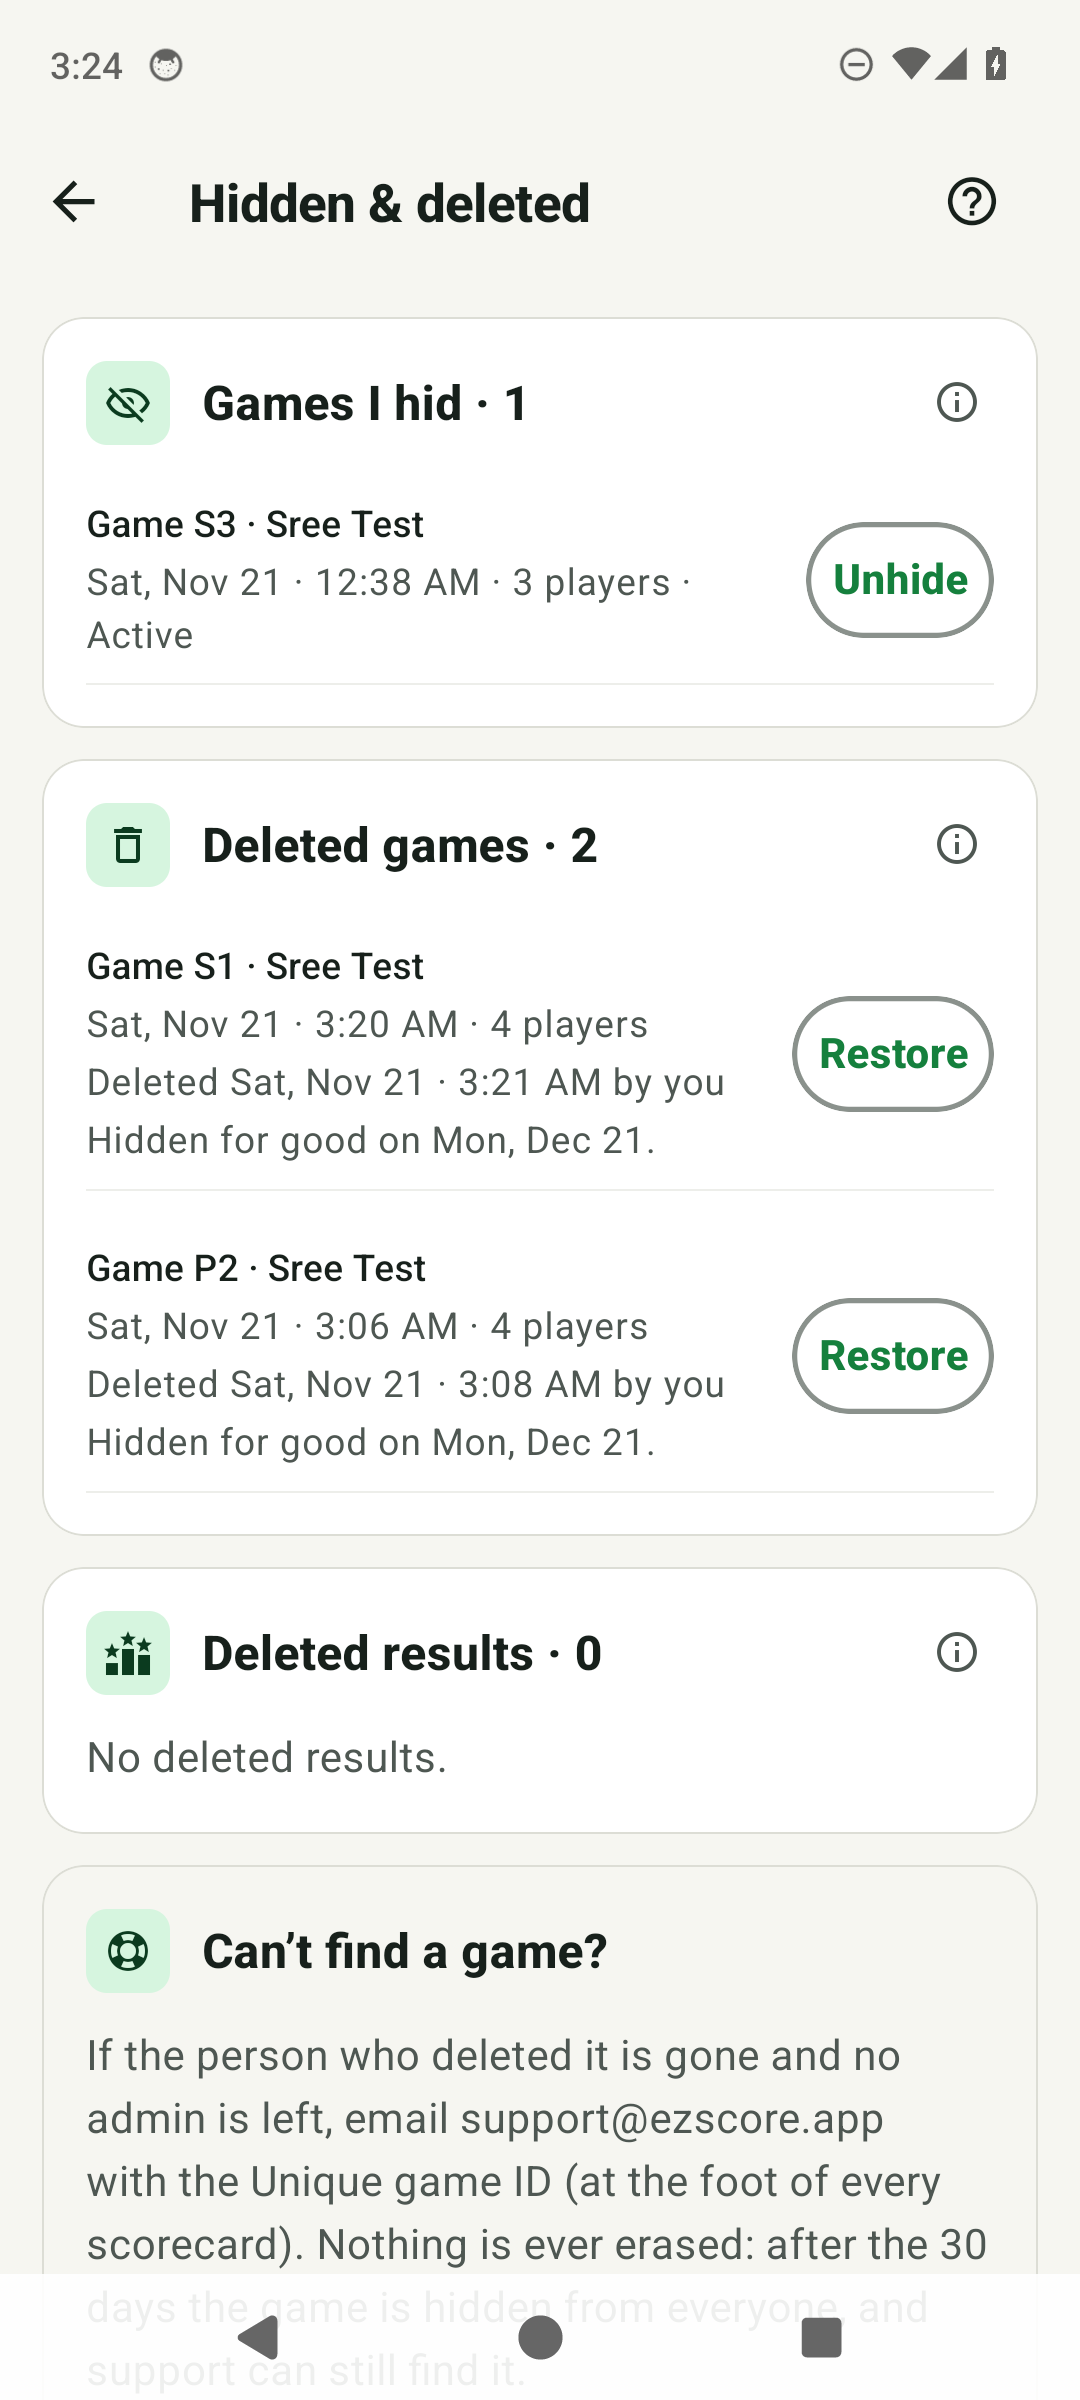 3:24
Hidden & deleted
Games I hid · 1
Game S3 · Sree Test
Sat, Nov 21 · 12:38 AM · 3 players ·
Active
Unhide
Deleted games · 2
Game S1 · Sree Test
Sat, Nov 21 · 3:20 AM · 4 players
Deleted Sat, Nov 21 · 3:21 AM by you
Hidden for good on Mon, Dec 21.
Restore
Game P2 · Sree Test
Sat, Nov 21 · 3:06 AM · 4 players
Deleted Sat, Nov 21 · 3:08 AM by you
Hidden for good on Mon, Dec 21.
Restore
Deleted results · 0
No deleted results.
Can’t find a game?
If the person who deleted it is gone and no
admin is left, email support@ezscore.app
with the Unique game ID (at the foot of every
scorecard). Nothing is ever erased: after the 30
days the game is hidden from everyone, and
support can still find it.